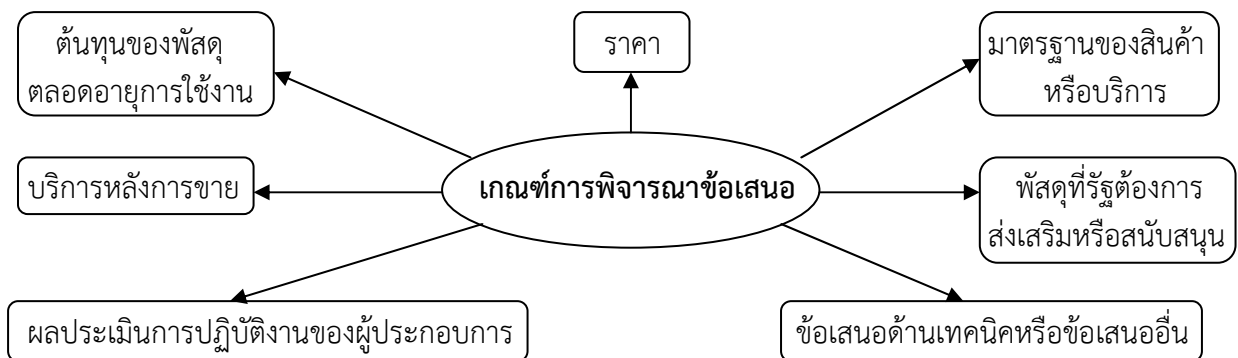 ต้นทุนของพัสดุ
ตลอดอายุการใช้งาน
ราคา
มาตรฐานของสินค้า
หรือบริการ
บริการหลังการขาย
เกณฑ์การพิจารณาข้อเสนอ
พัสดุที่รัฐต้องการ
ส่งเสริมหรือสนับสนุน
ผลประเมินการปฏิบัติงานของผู้ประกอบการ
ข้อเสนอด้านเทคนิคหรือข้อเสนออื่น